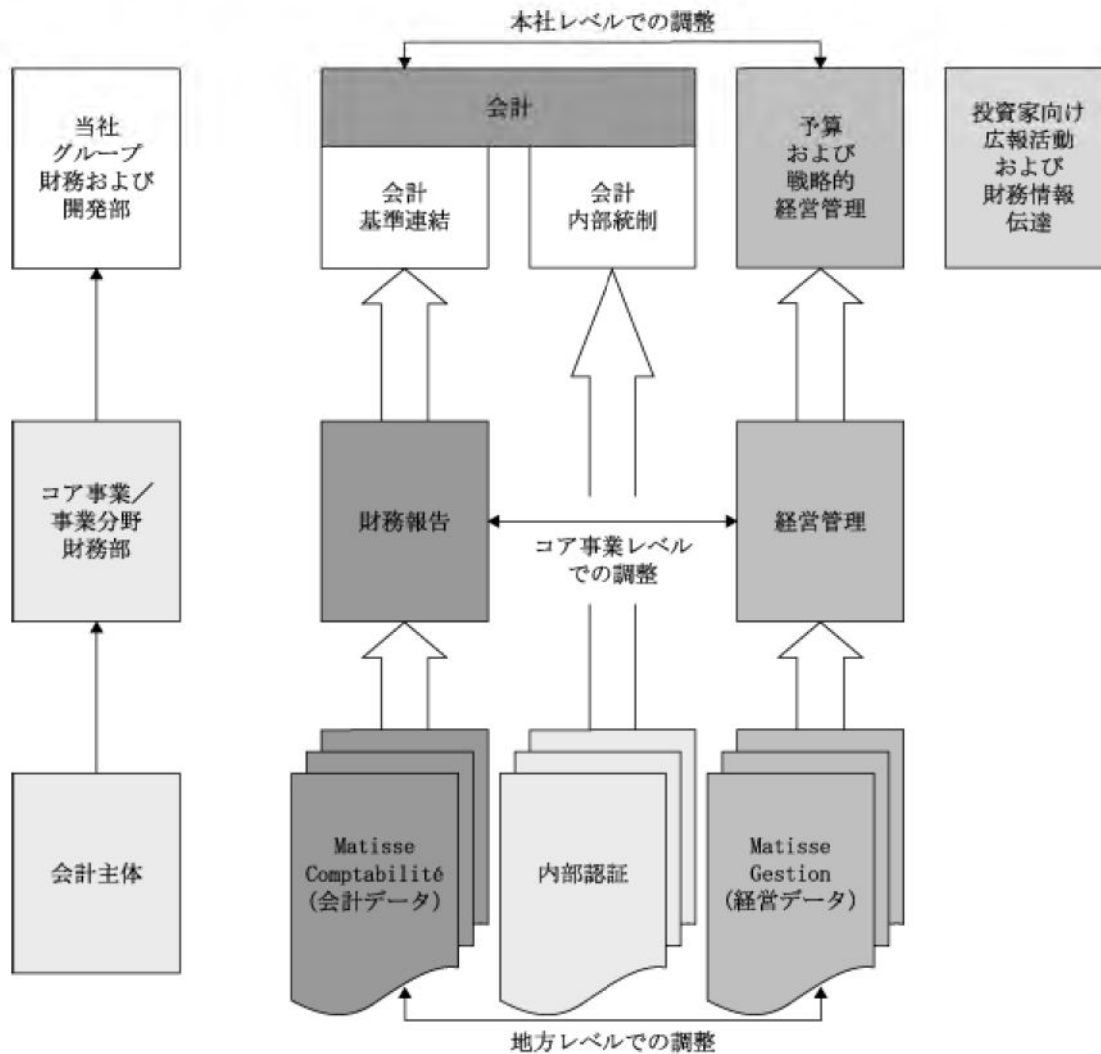 本社レベルでの調整
当社
グループ
財務および
開発部
会計
会計
基準連結
会計
内部統制
予算
および
戦略的
経営管理
投資家向け
広報活動
および
財務情報
伝達
コア事業／
事業分野
財務部
財務報告
コア事業レベル
での調整
経営管理
会計主体
Matisse
Comptabilité
(会計データ)
内部認証
Matisse
Gestion
(経営データ)
地方レベルでの調整